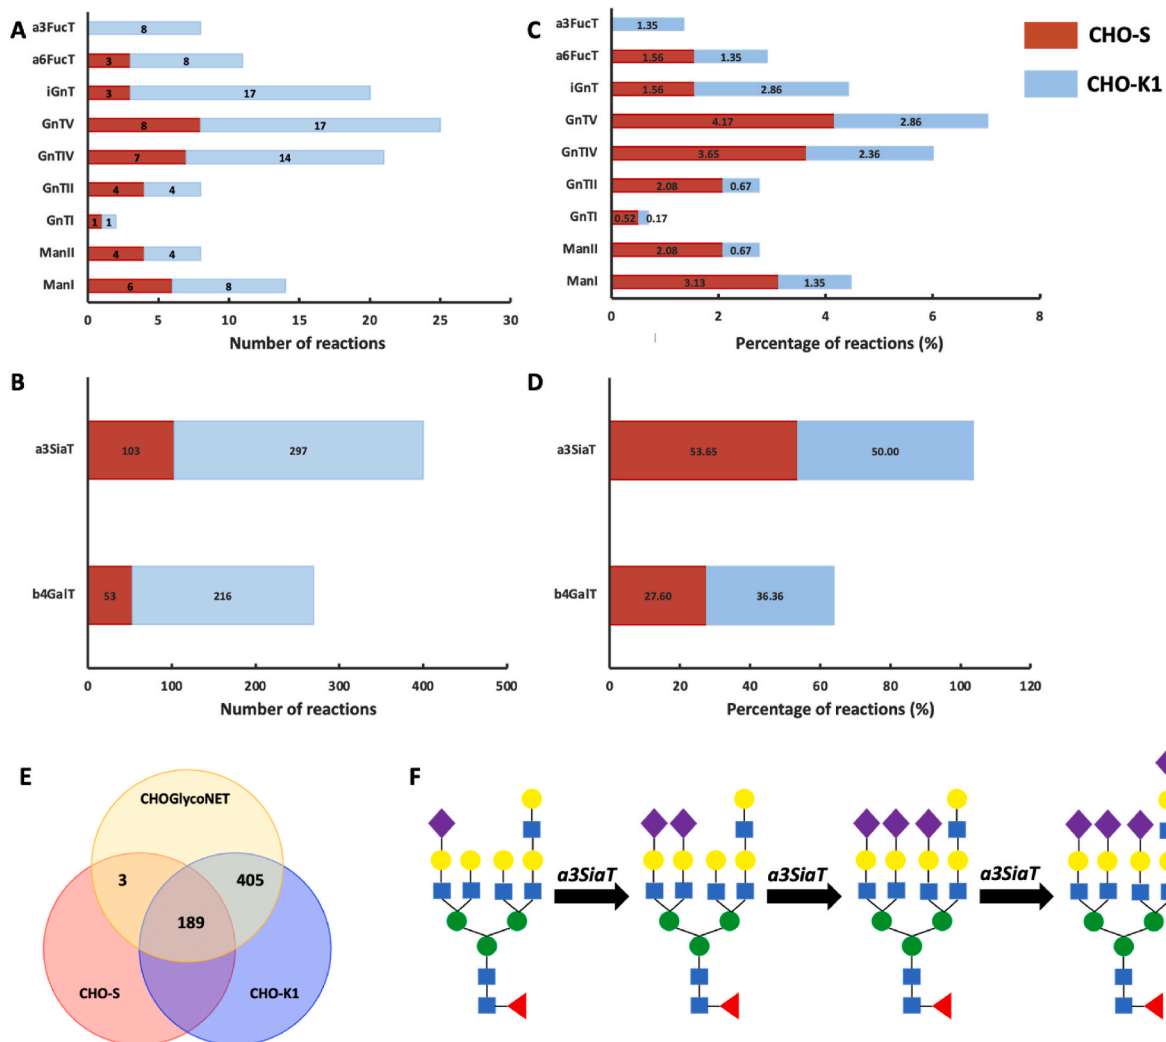 A
a3FucT
8
a6FucT
3 8
iGnT
3 17
GnTV
8 17
GnTIV
7 14
GnTII
4 4
GnTI
1 1
ManII
4 4
ManI
6 8
0 5 10 15 20 25 30
Number of reactions
C
a3FucT
1.35
a6FucT
1.56 1.35
iGnT
1.56 2.86
GnTV
4.17 2.86
GnTIV
3.65 2.36
GnTII
2.08 0.67
GnTI
0.52 0.17
ManII
2.08 0.67
ManI
3.13 1.35
0 2 4 6 8
Percentage of reactions (%)
CHO-S
CHO-K1
B
a3SiaT
103 297
b4GalT
53 216
0 100 200 300 400 500
Number of reactions
D
a3SiaT
53.65 50.00
b4GalT
27.60 36.36
0 20 40 60 80 100 120
Percentage of reactions (%)
E
CHOGlycoNET
3 405
189
CHO-S CHO-K1
F
a3SiaT a3SiaT a3SiaT